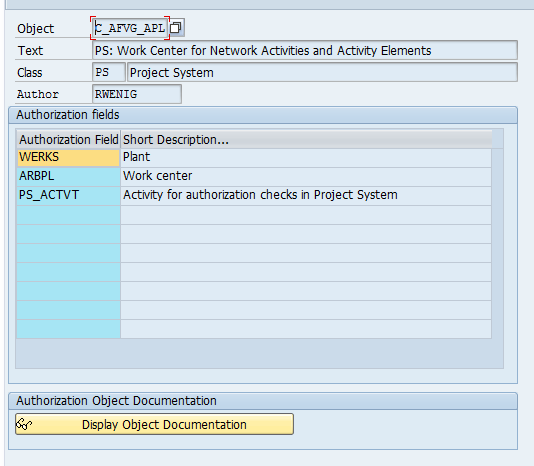 Object C_AFVG_APL
Text PS: Work Center for Network Activities and Activity Elements
Class PS Project System
Author RWENIG
Authorization fields
Authorization Field Short Description...
WERKS Plant
ARBPL Work center
PS_ACTVT Activity for authorization checks in Project System
Authorization Object Documentation
Display Object Documentation